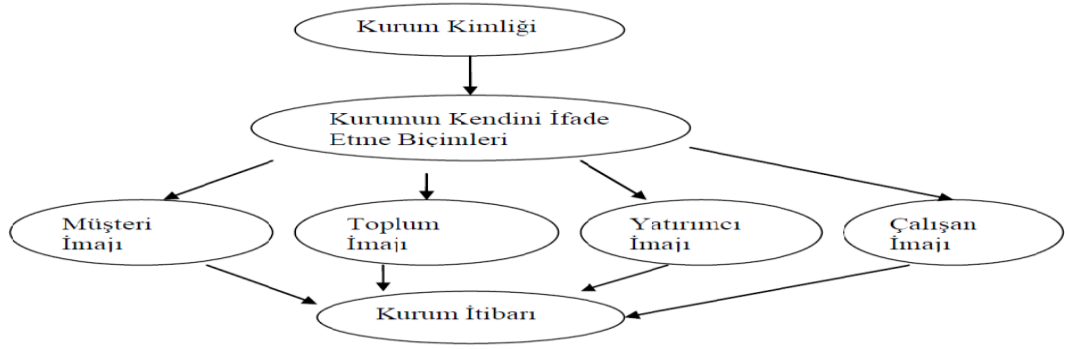 Kurum Kimliği
Kurumun Kendini İfade
Etme Biçimleri
Müşteri
İmajı
Toplum
İmajı
Yatırımcı
İmajı
Çalışan
İmajı
Kurum İtibarı